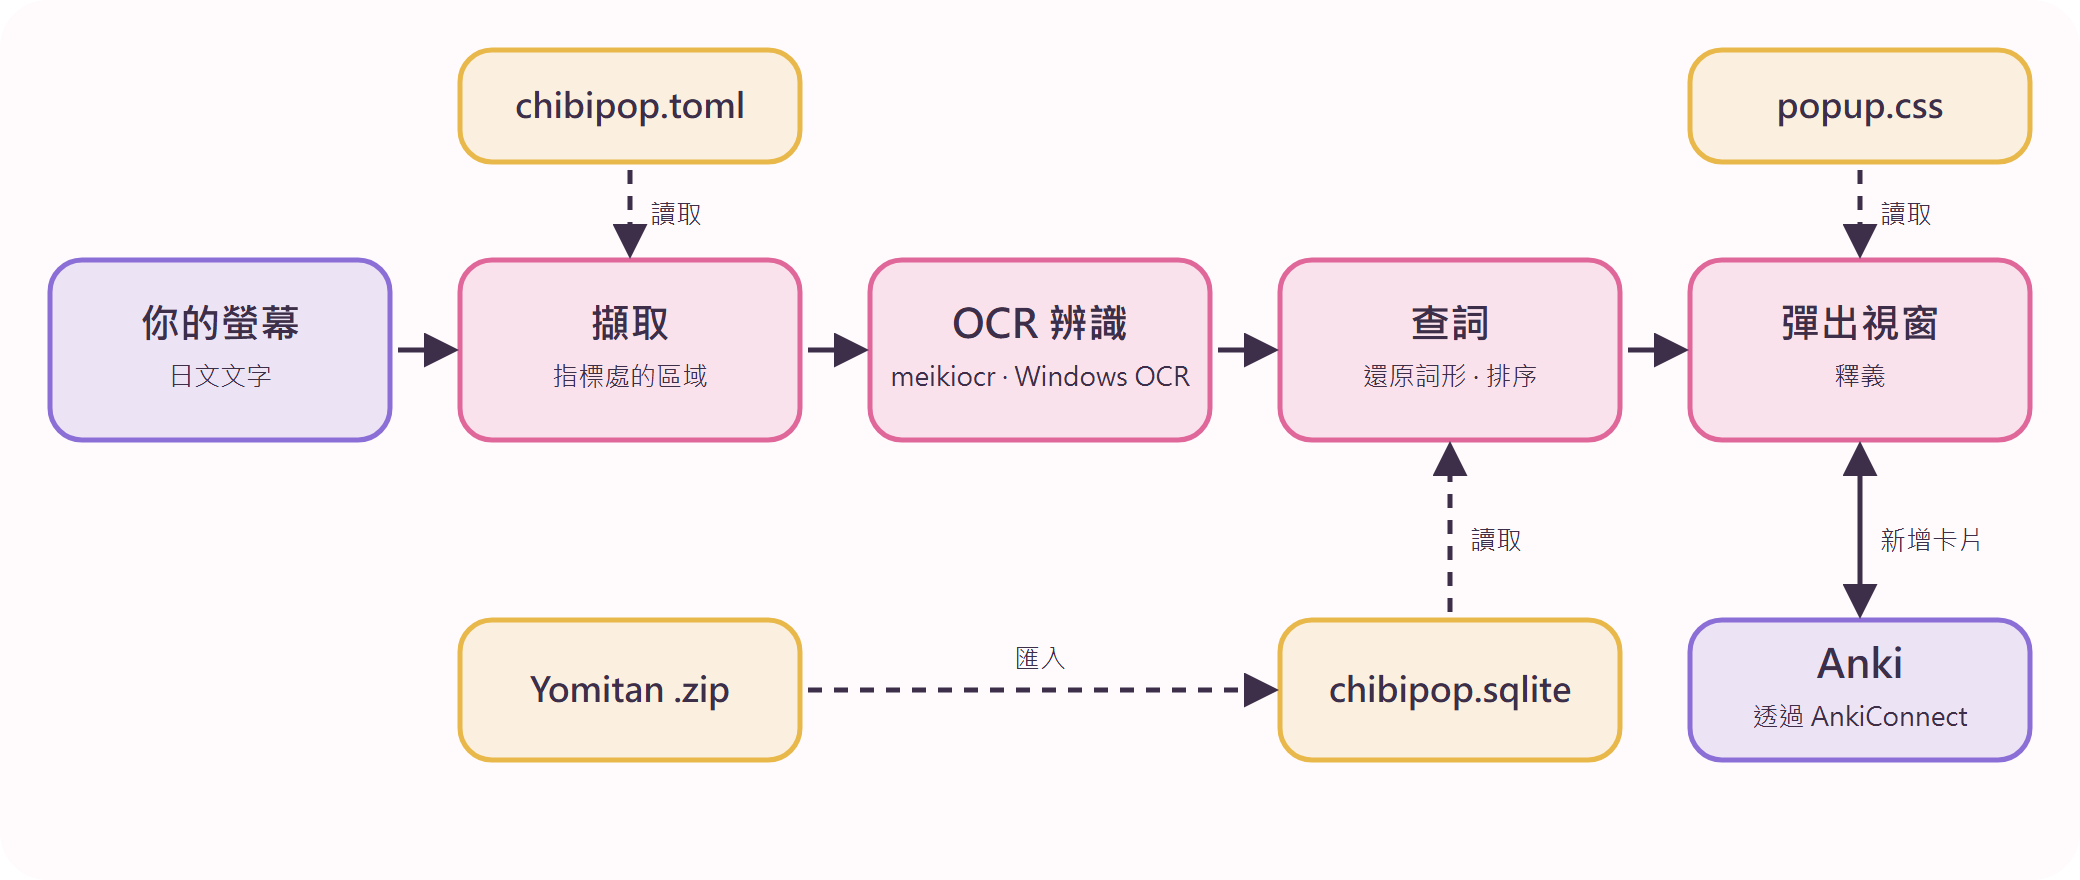 chibipop.toml
popup.css
讀取
讀取
你的螢幕
日文文字
擷取
指標處的區域
OCR 辨識
meikiocr · Windows OCR
查詞
還原詞形 · 排序
彈出視窗
釋義
讀取
新增卡片
Yomitan .zip
匯入
chibipop.sqlite
Anki
透過 AnkiConnect